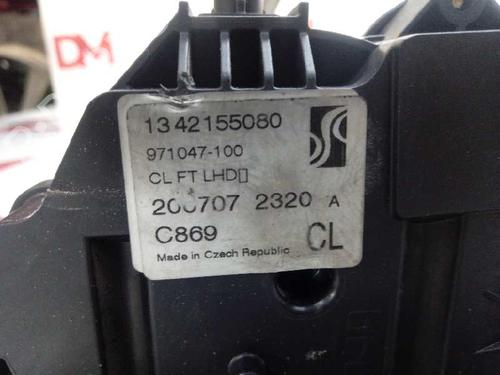 DM
1342155080
971047-100
CL FT LHD▯
200707 2320 A
C869
CL
Made in Czech Republic